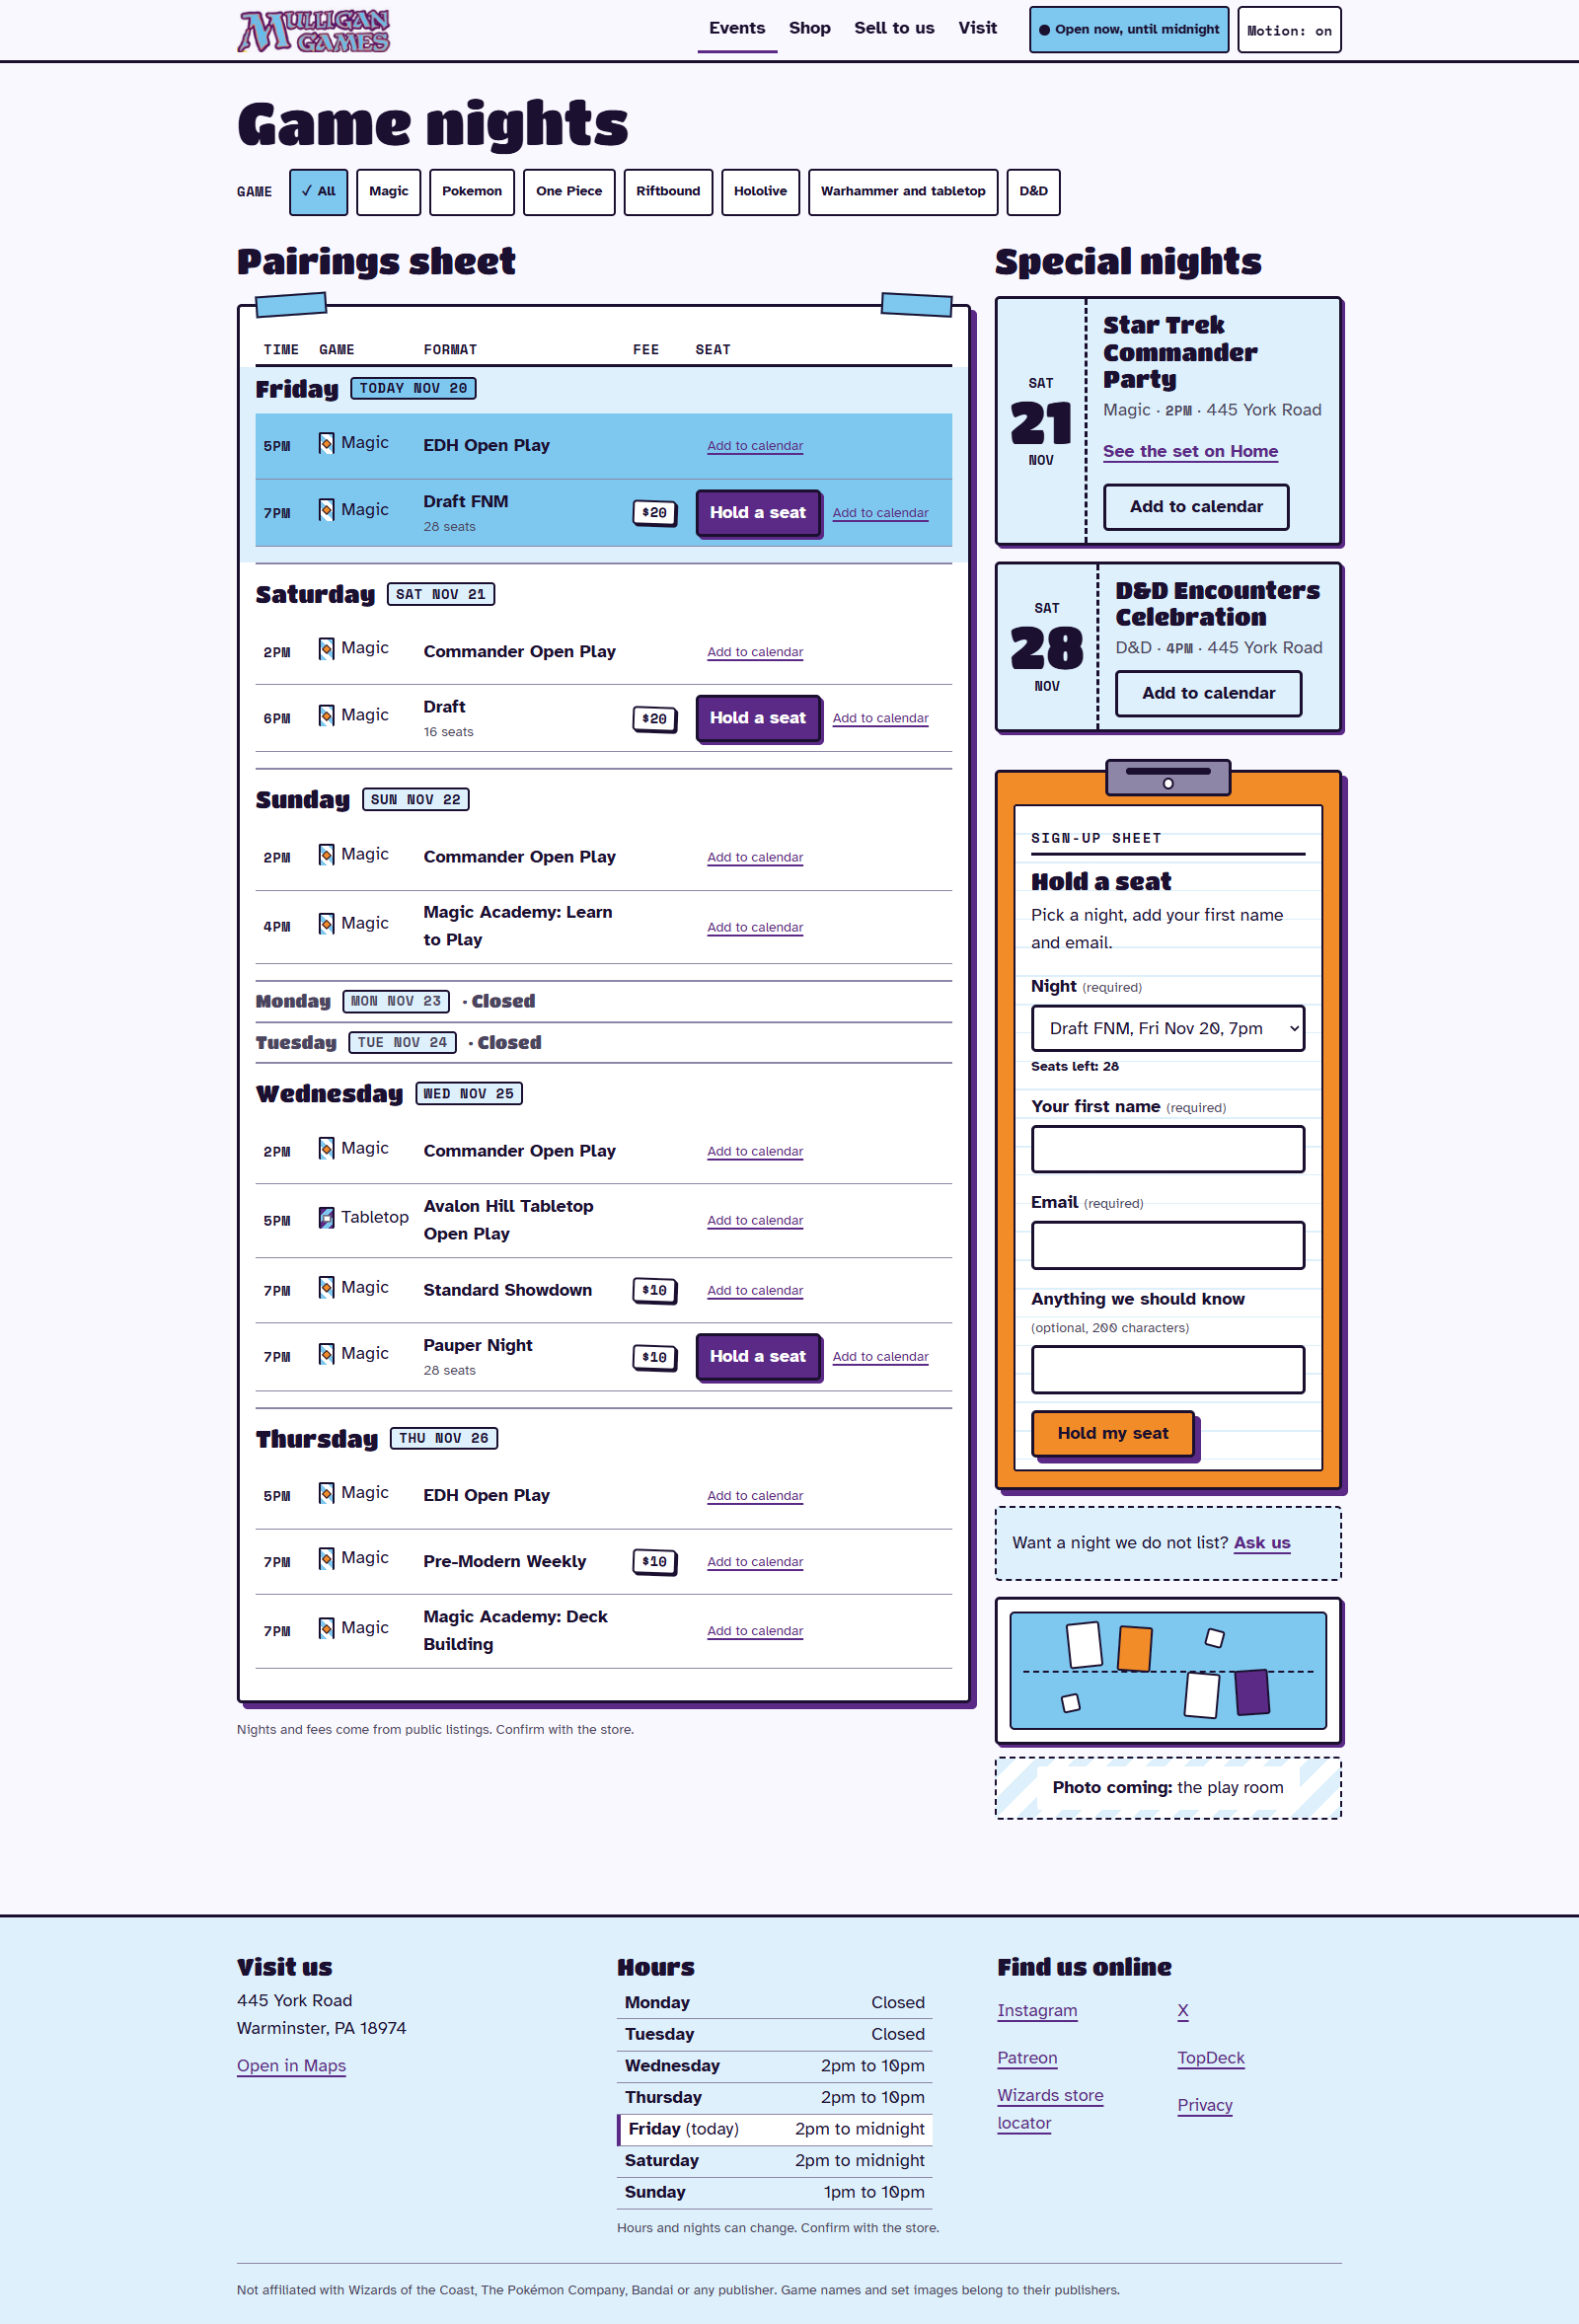 MULLIGAN GAMES
Events Shop Sell to us Visit
Open now, until midnight
Motion: on
Game nights
GAME ✓ All Magic Pokemon One Piece Riftbound Hololive Warhammer and tabletop D&D
Pairings sheet
TIME GAME FORMAT FEE SEAT
Friday TODAY NOV 20
5PM Magic EDH Open Play Add to calendar
7PM Magic Draft FNM $20 Hold a seat Add to calendar
28 seats
Saturday SAT NOV 21
2PM Magic Commander Open Play Add to calendar
6PM Magic Draft $20 Hold a seat Add to calendar
16 seats
Sunday SUN NOV 22
2PM Magic Commander Open Play Add to calendar
4PM Magic Magic Academy: Learn Add to calendar
to Play
Monday MON NOV 23 · Closed
Tuesday TUE NOV 24 · Closed
Wednesday WED NOV 25
2PM Magic Commander Open Play Add to calendar
5PM Tabletop Avalon Hill Tabletop Add to calendar
Open Play
7PM Magic Standard Showdown $10 Add to calendar
7PM Magic Pauper Night $10 Hold a seat Add to calendar
28 seats
Thursday THU NOV 26
5PM Magic EDH Open Play Add to calendar
7PM Magic Pre-Modern Weekly $10 Add to calendar
7PM Magic Magic Academy: Deck Add to calendar
Building
Nights and fees come from public listings. Confirm with the store.
Special nights
SAT
21
NOV
Star Trek
Commander
Party
Magic · 2PM · 445 York Road
See the set on Home
Add to calendar
SAT
28
NOV
D&D Encounters
Celebration
D&D · 4PM · 445 York Road
Add to calendar
SIGN-UP SHEET
Hold a seat
Pick a night, add your first name
and email.
Night (required)
Draft FNM, Fri Nov 20, 7pm
Seats left: 28
Your first name (required)
Email (required)
Anything we should know
(optional, 200 characters)
Hold my seat
Want a night we do not list? Ask us
Photo coming: the play room
Visit us
445 York Road
Warminster, PA 18974
Open in Maps
Hours
Monday Closed
Tuesday Closed
Wednesday 2pm to 10pm
Thursday 2pm to 10pm
Friday (today) 2pm to midnight
Saturday 2pm to midnight
Sunday 1pm to 10pm
Hours and nights can change. Confirm with the store.
Find us online
Instagram X
Patreon TopDeck
Wizards store
locator
Privacy
Not affiliated with Wizards of the Coast, The Pokémon Company, Bandai or any publisher. Game names and set images belong to their publishers.